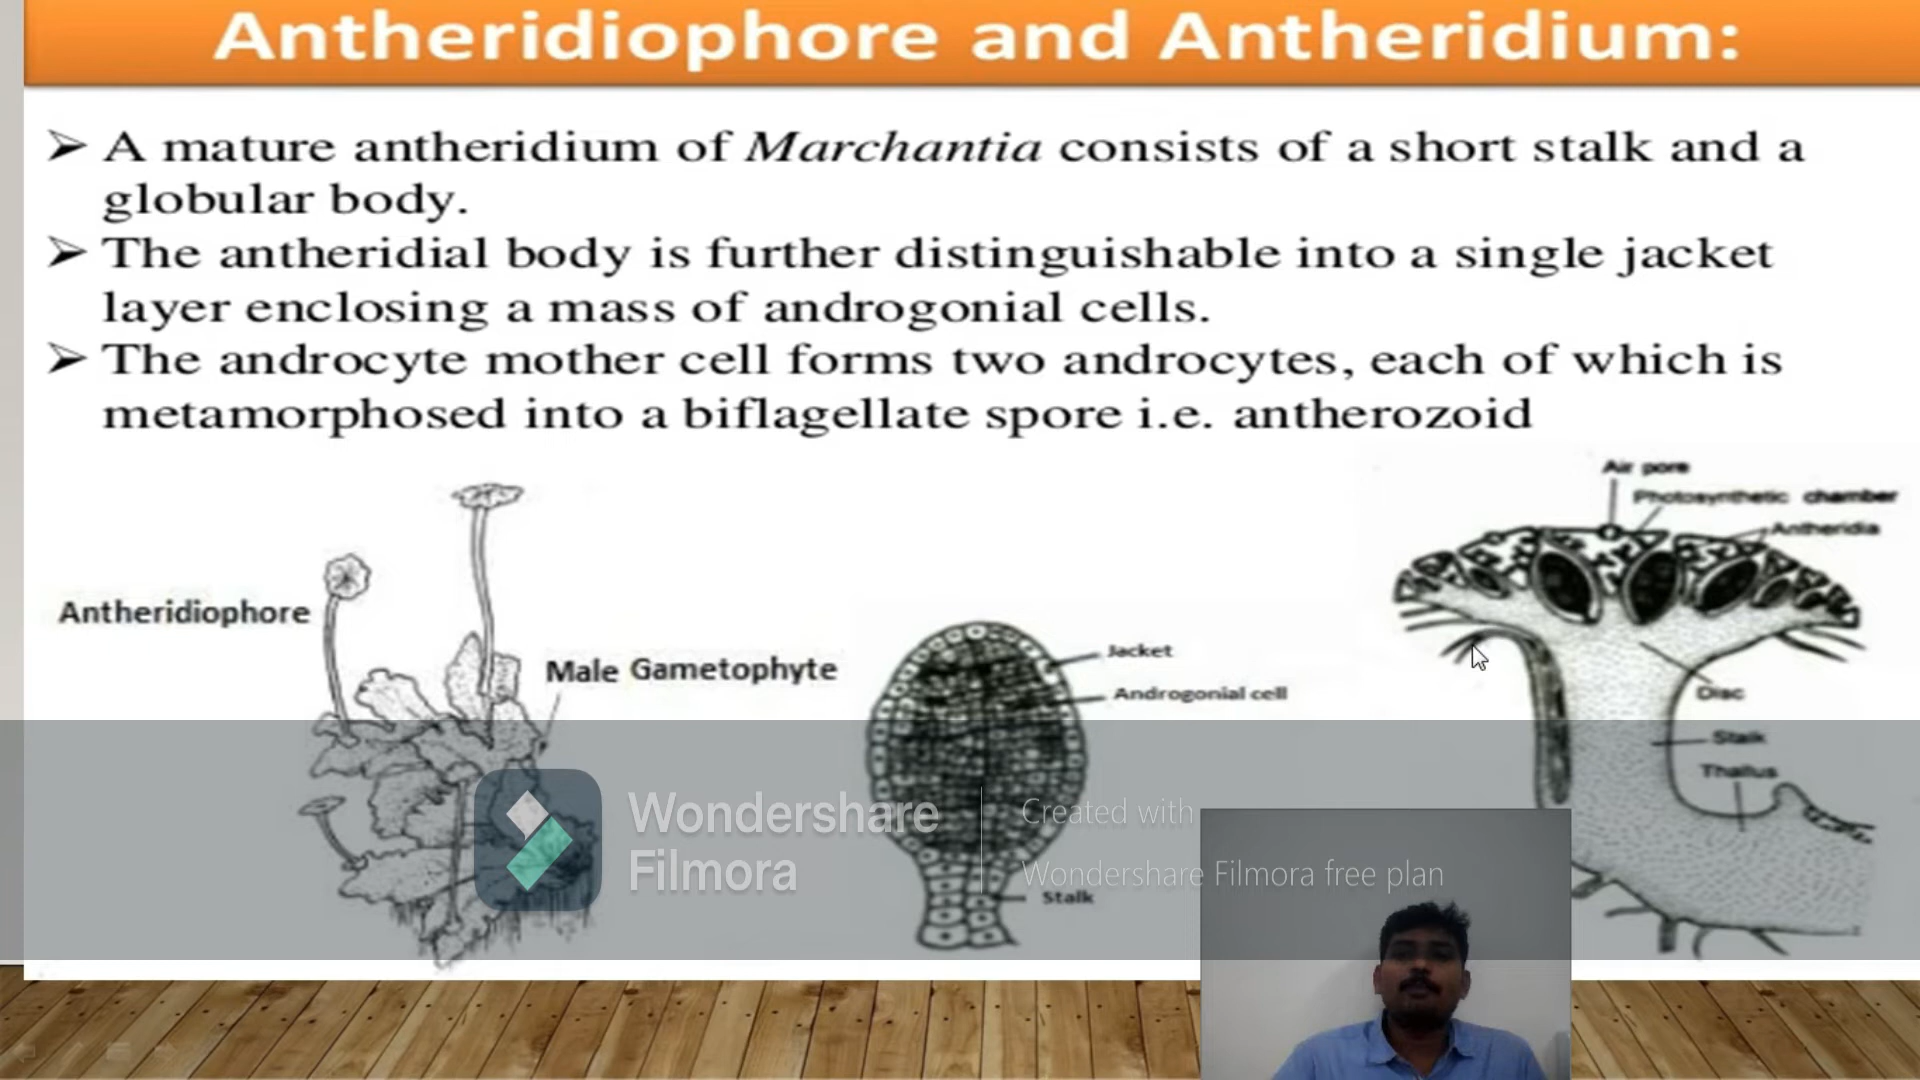 Antheridiophore and Antheridium:
➢ A mature antheridium of Marchantia consists of a short stalk and a
globular body.
➢ The antheridial body is further distinguishable into a single jacket
layer enclosing a mass of androgonial cells.
➢ The androcyte mother cell forms two androcytes, each of which is
metamorphosed into a biflagellate spore i.e. antherozoid
Antheridiophore
Male Gametophyte
Jacket
Androgonial cell
Stalk
Air pore
Photosynthetic chamber
Antheridia
Disc
Stalk
Thallus
Wondershare
Filmora
Created with
Wondershare Filmora free plan